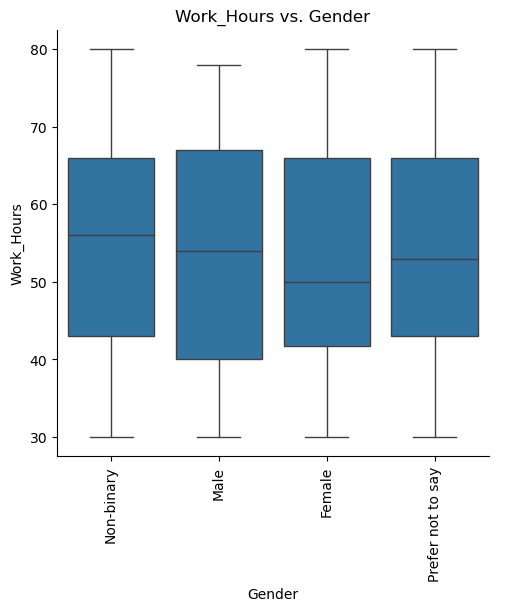 Work_Hours vs. Gender
80
70
60
50
40
30
Work_Hours
Non-binary
Male
Female
Prefer not to say
Gender